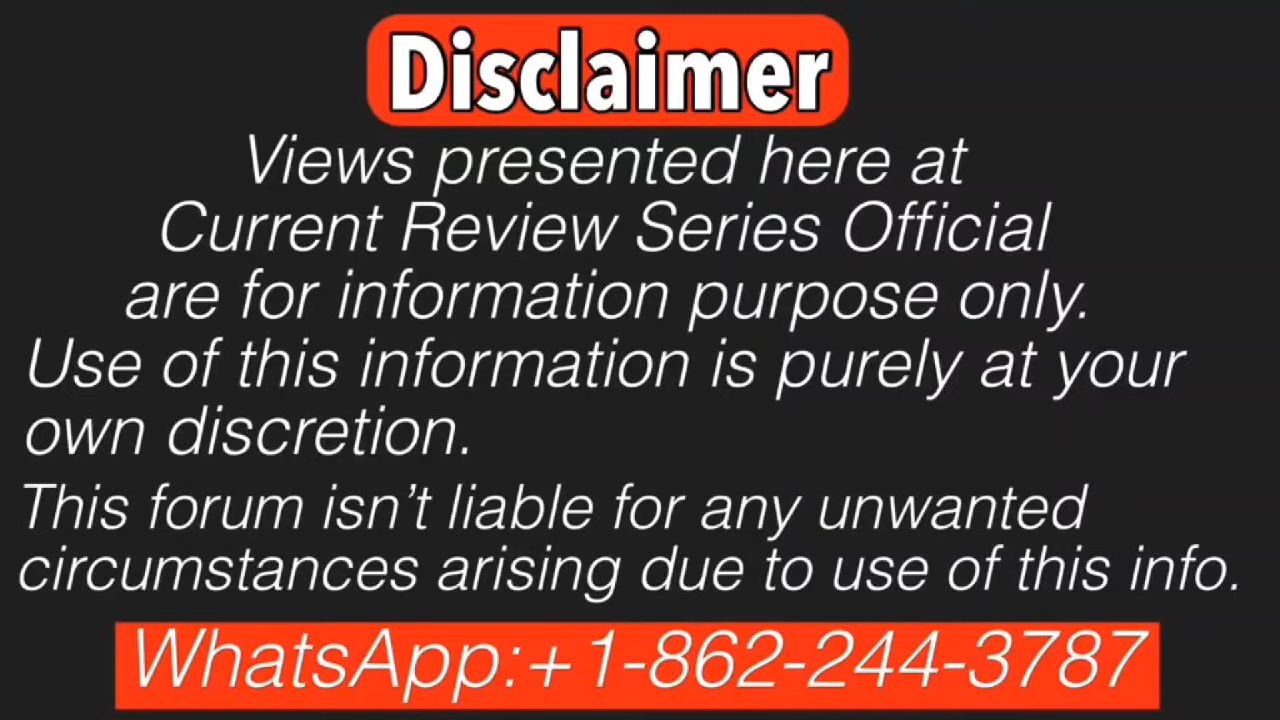 Disclaimer
Views presented here at
Current Review Series Official
are for information purpose only.
Use of this information is purely at your
own discretion.
This forum isn’t liable for any unwanted
circumstances arising due to use of this info.
WhatsApp:+1-862-244-3787